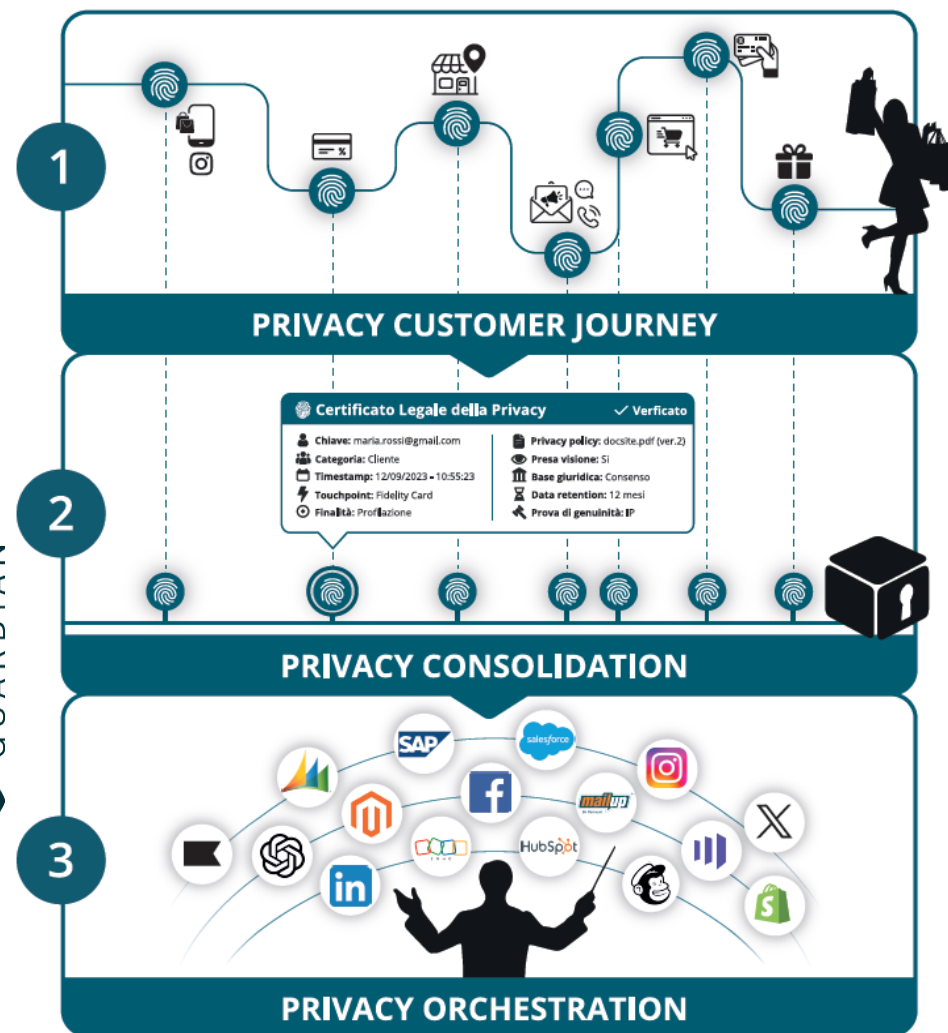 1
%
PRIVACY CUSTOMER JOURNEY
2
Certificato Legale della Privacy
Verficato
Chiave: maria.rossi@gmail.com
Categoria: Cliente
Timestamp: 12/09/2023 - 10:55:23
Touchpoint: Fidelity Card
Finalità: Profilazione
Privacy policy: docsite.pdf (ver.2)
Presa visione: Si
Base giuridica: Consenso
Data retention: 12 mesi
Prova di genuinità: IP
PRIVACY CONSOLIDATION
3
SAP
salesforce
mailup
HubSpot
in
PRIVACY ORCHESTRATION